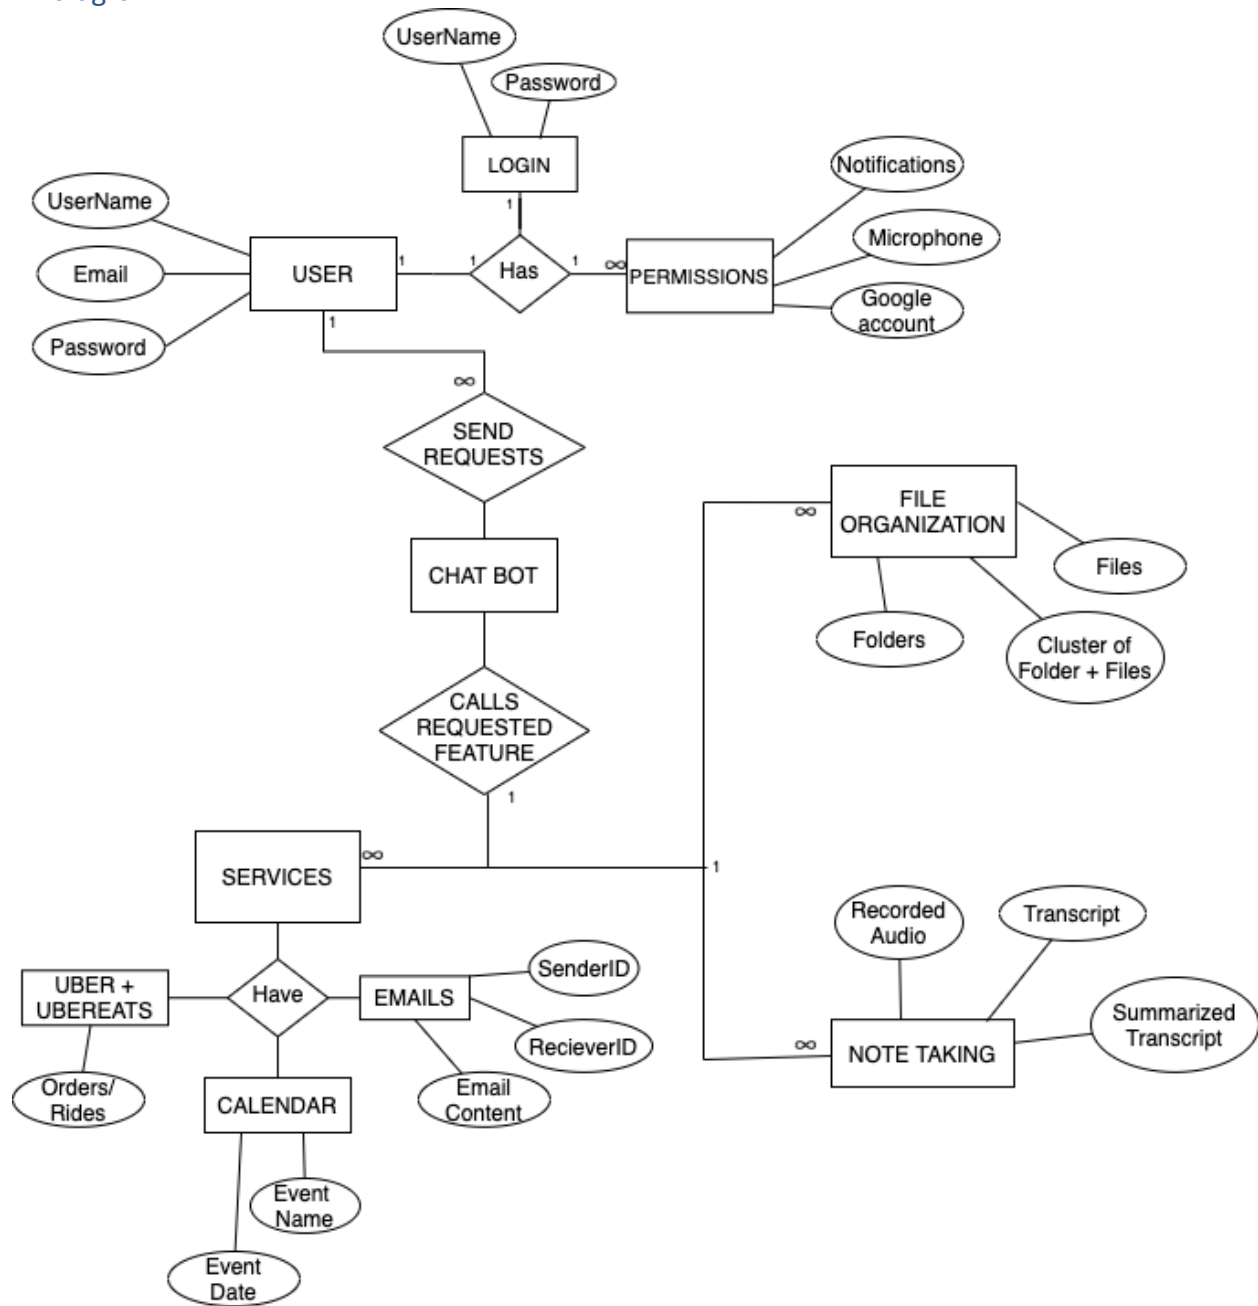 UserName
Password
LOGIN
1
Notifications
UserName
Microphone
USER
1
1
Has
1
∞
PERMISSIONS
Email
Google
account
Password
1
∞
SEND
REQUESTS
FILE
ORGANIZATION
∞
CHAT BOT
Files
Folders
Cluster of
Folder + Files
CALLS
REQUESTED
FEATURE
1
SERVICES
∞
1
Recorded
Audio
Transcript
UBER +
UBEREATS
Have
EMAILS
SenderID
RecieverID
Summarized
Transcript
∞
NOTE TAKING
Orders/
Rides
CALENDAR
Email
Content
Event
Name
Event
Date